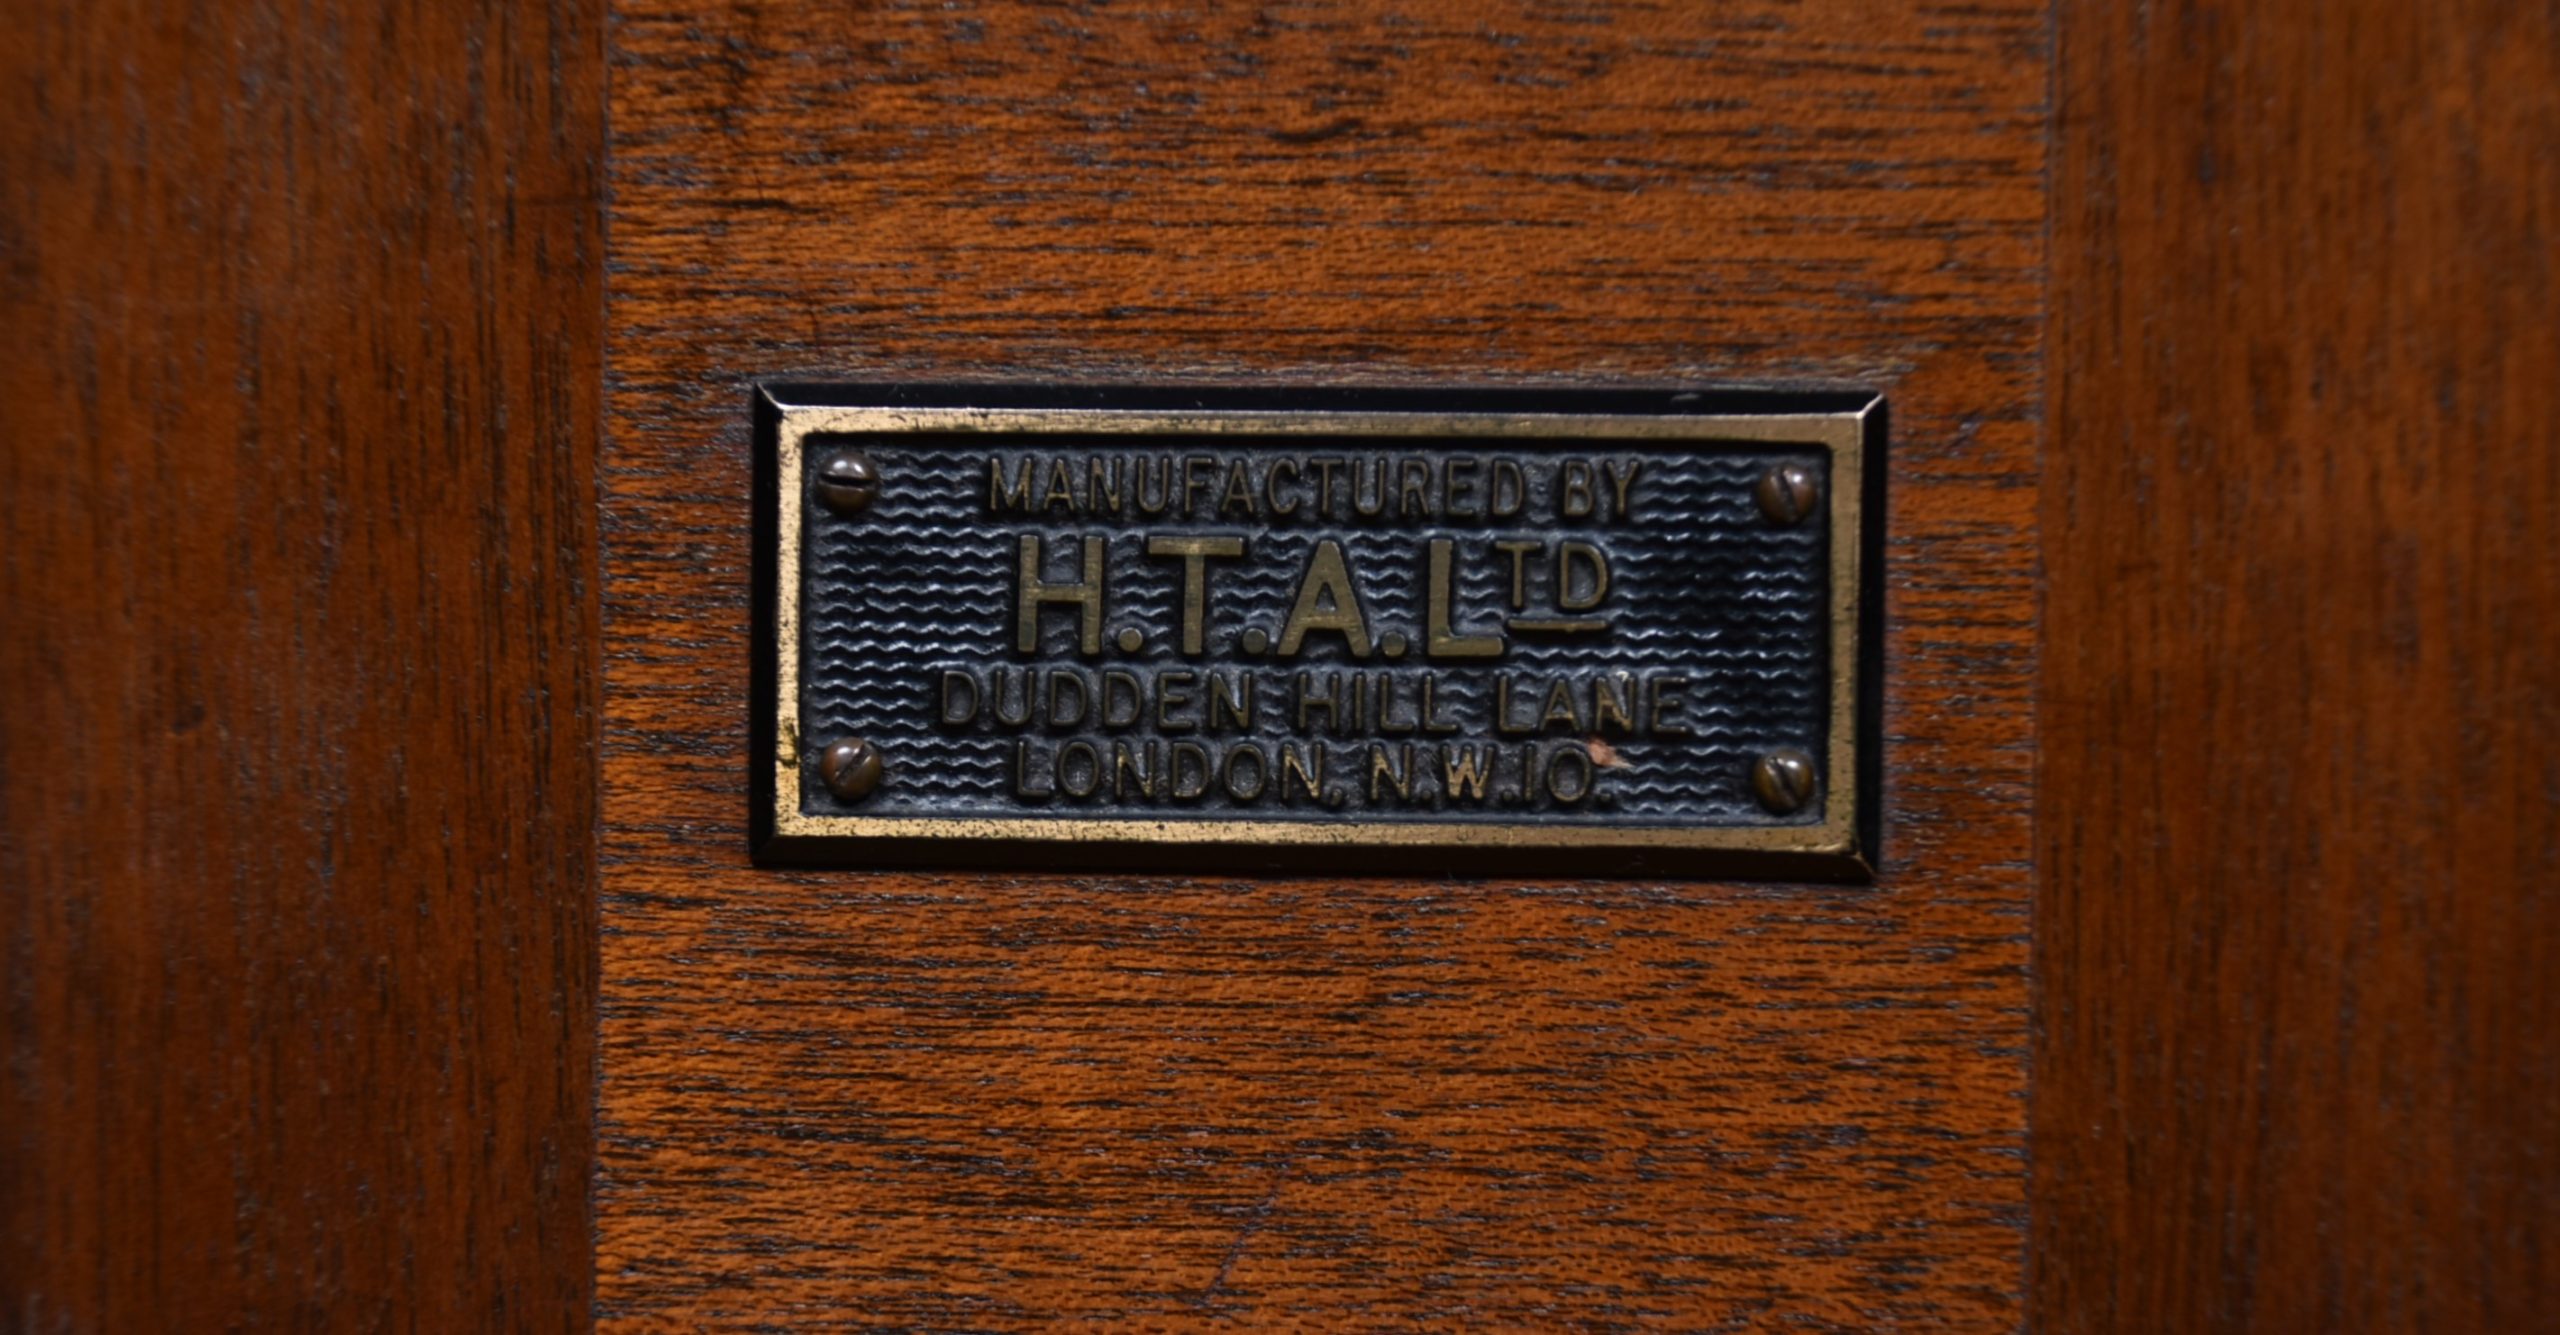 MANUFACTURED BY
H.T.A. LTD
DUDDEN HILL LANE
LONDON, N.W.10.